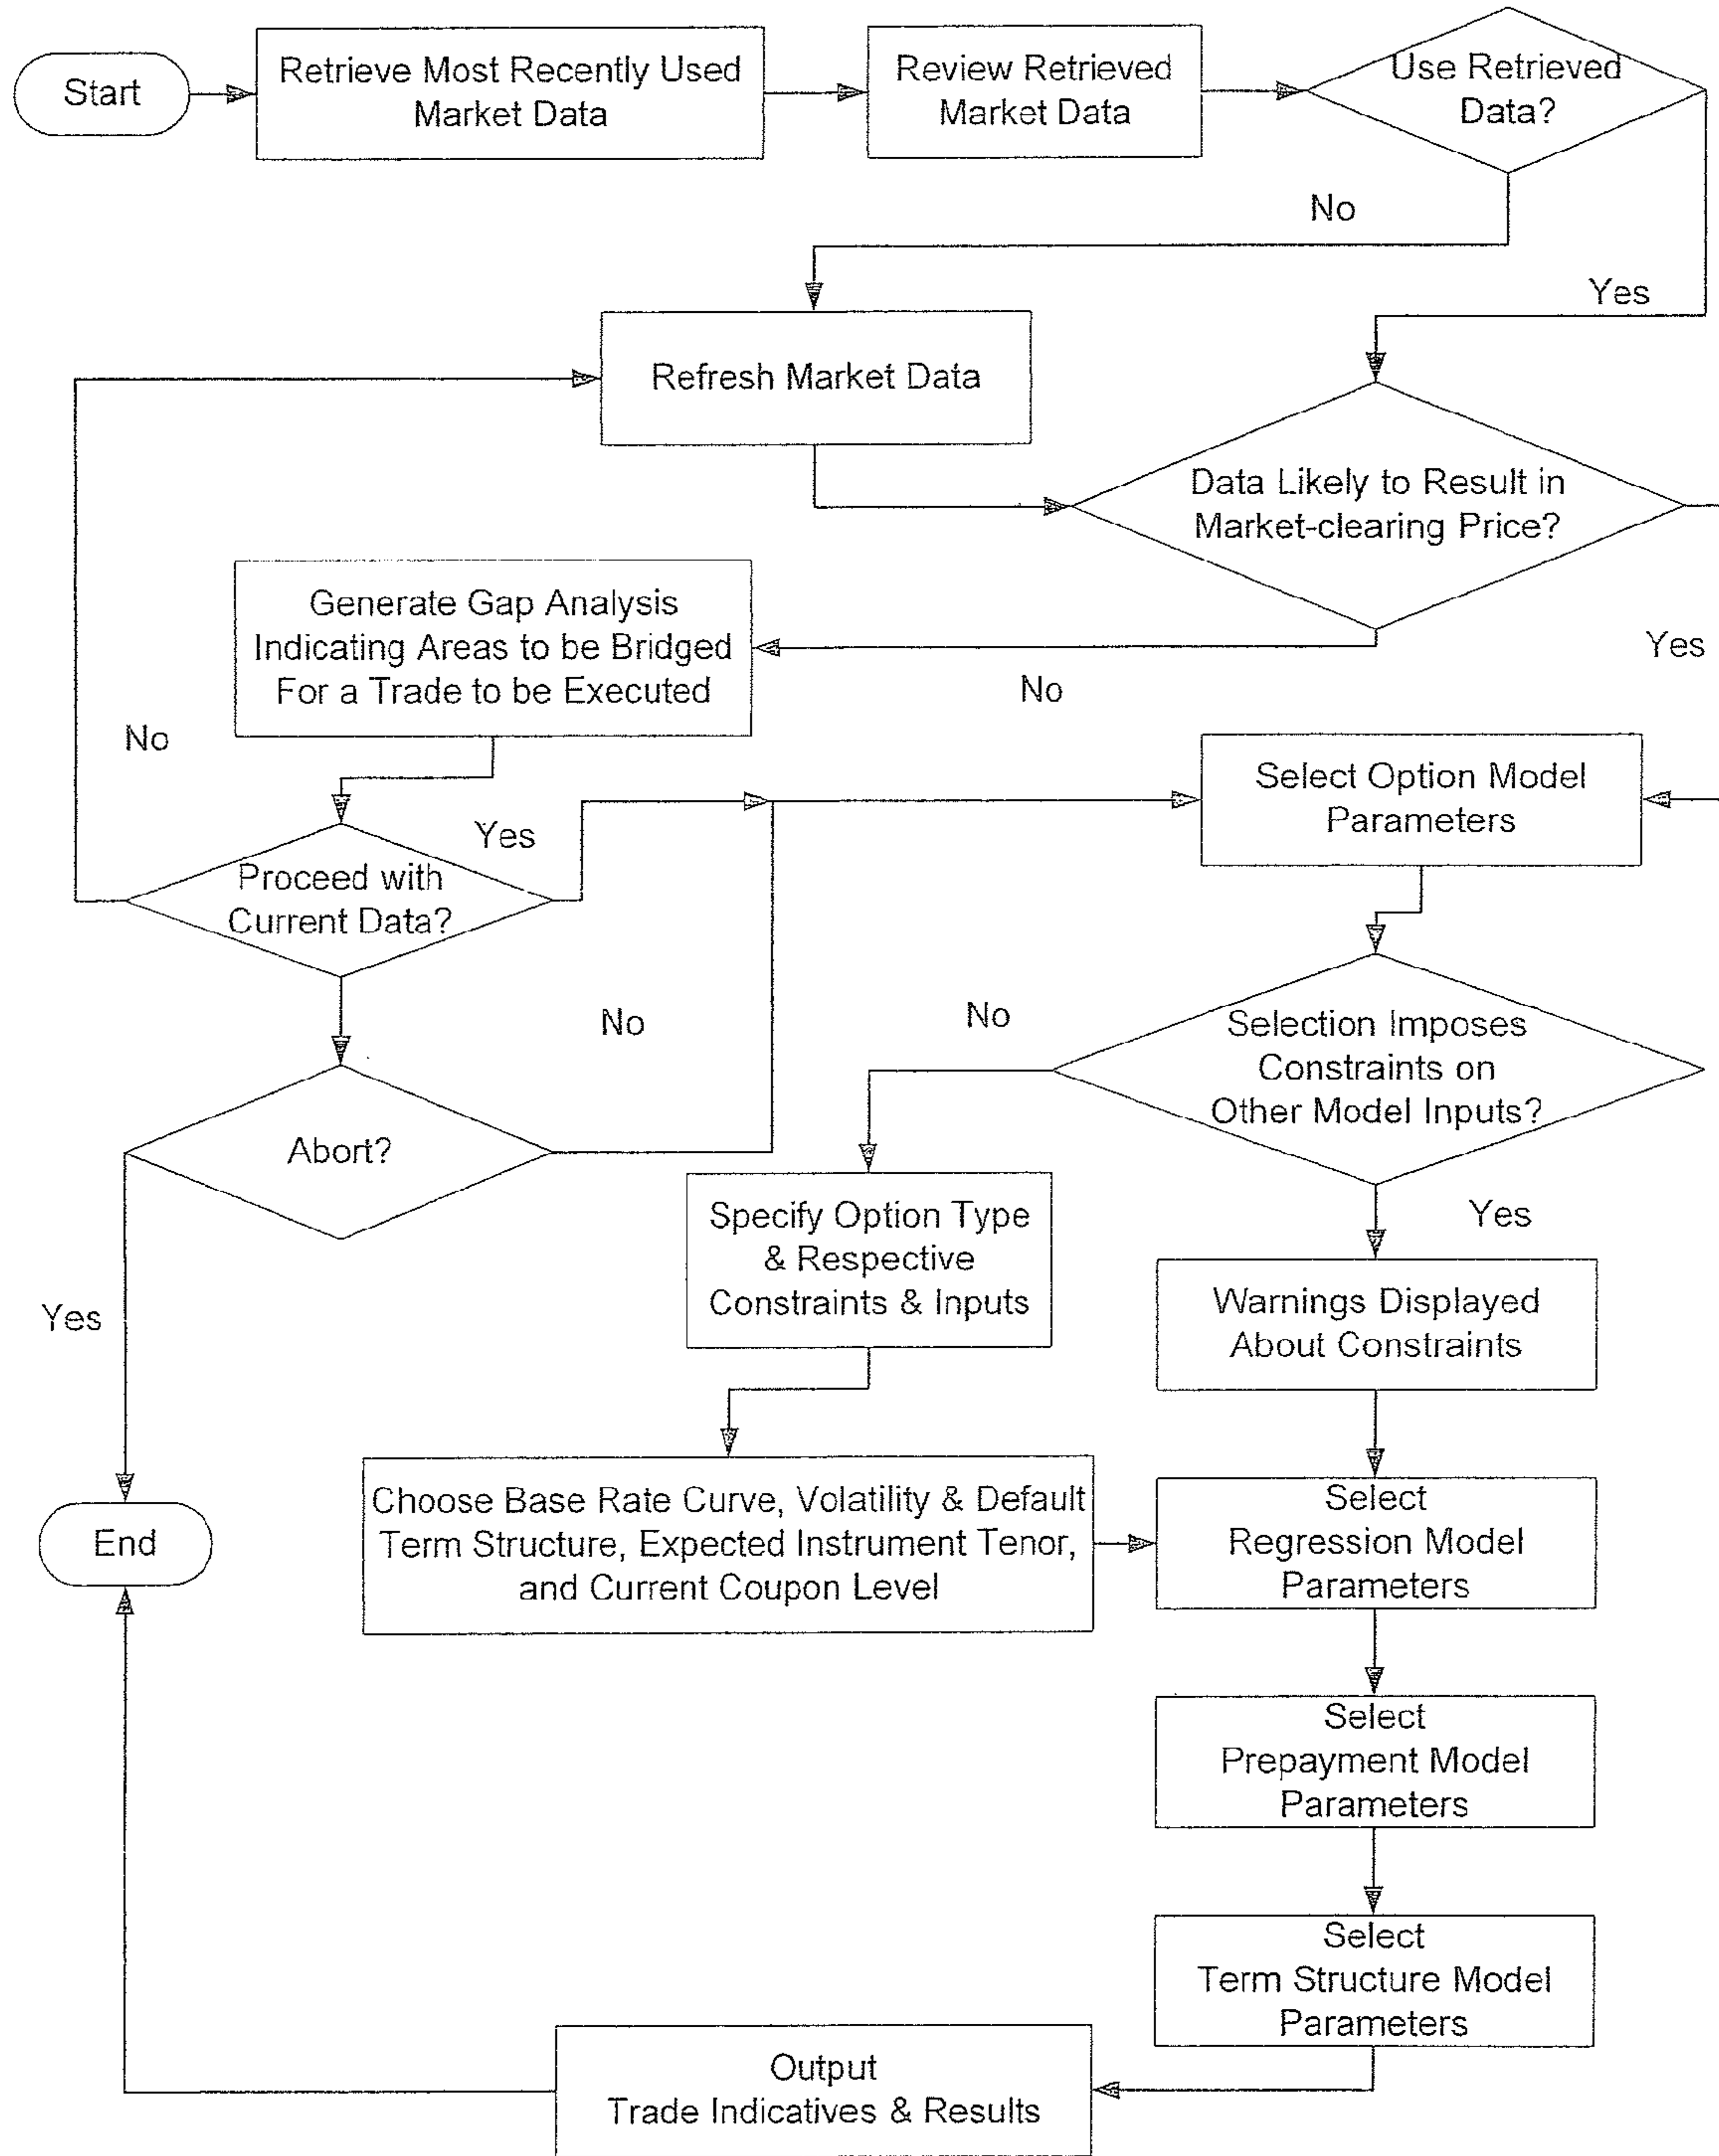 Start
Retrieve Most Recently Used
Market Data
Review Retrieved
Market Data
Use Retrieved
Data?
No
Yes
Refresh Market Data
Data Likely to Result in
Market-clearing Price?
Generate Gap Analysis
Indicating Areas to be Bridged
For a Trade to be Executed
Yes
No
No
Select Option Model
Parameters
Yes
Proceed with
Current Data?
No
No
Selection Imposes
Constraints on
Other Model Inputs?
Abort?
Specify Option Type
& Respective
Constraints & Inputs
Yes
Yes
Warnings Displayed
About Constraints
Choose Base Rate Curve, Volatility & Default
Term Structure, Expected Instrument Tenor,
and Current Coupon Level
Select
Regression Model
Parameters
End
Select
Prepayment Model
Parameters
Select
Term Structure Model
Parameters
Output
Trade Indicatives & Results